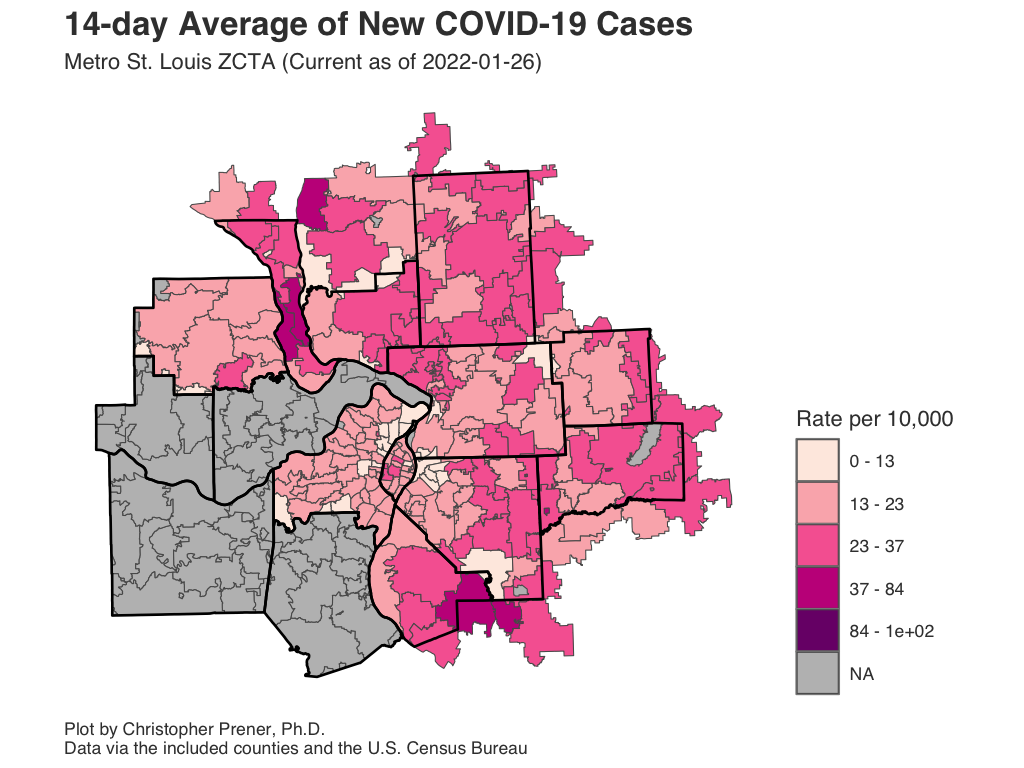 14-day Average of New COVID-19 Cases
Metro St. Louis ZCTA (Current as of 2022-01-26)
Rate per 10,000
0 - 13
13 - 23
23 - 37
37 - 84
84 - 1e+02
NA
Plot by Christopher Prener, Ph.D.
Data via the included counties and the U.S. Census Bureau